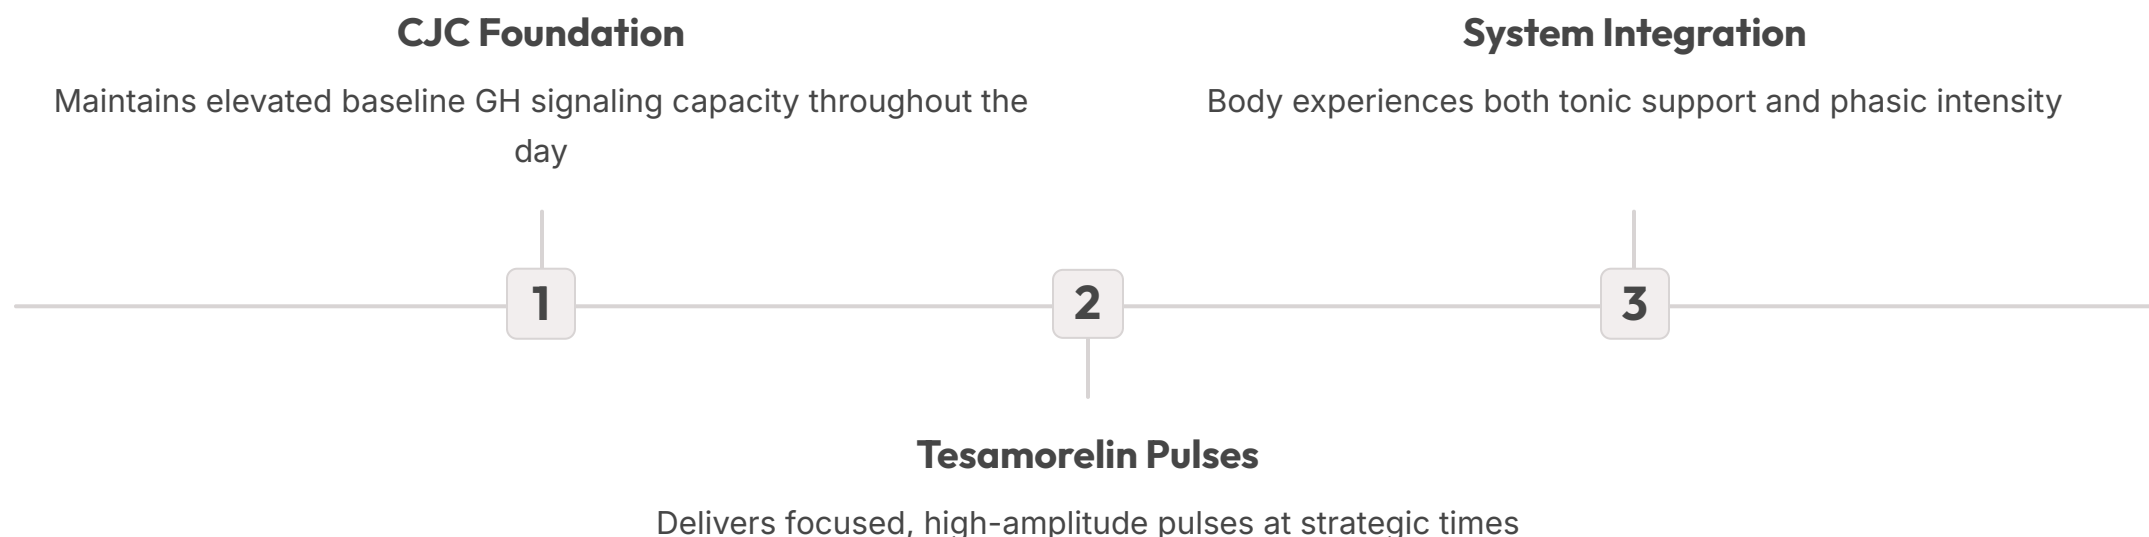 CJC Foundation
Maintains elevated baseline GH signaling capacity throughout the
day
System Integration
Body experiences both tonic support and phasic intensity
1
2
3
Tesamorelin Pulses
Delivers focused, high-amplitude pulses at strategic times